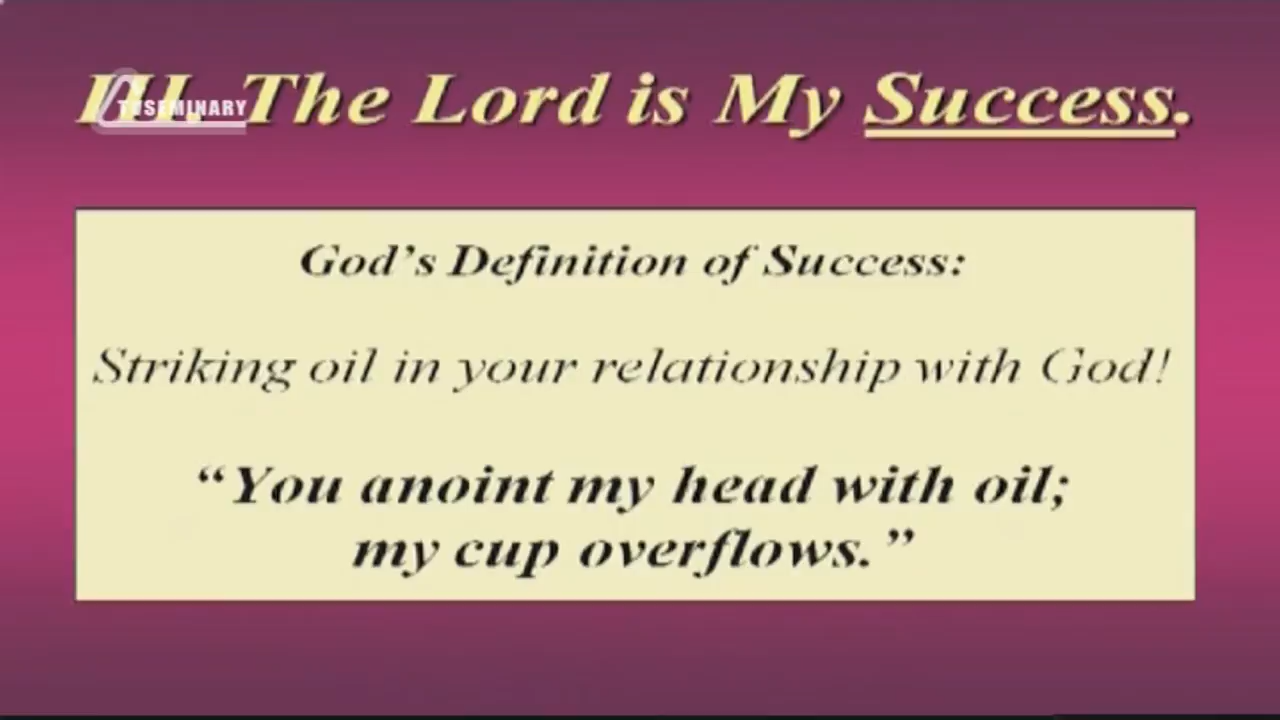 III. The Lord is My Success.
TVSEMINARY
God's Definition of Success:
Striking oil in your relationship with God!
“You anoint my head with oil;
my cup overflows.”